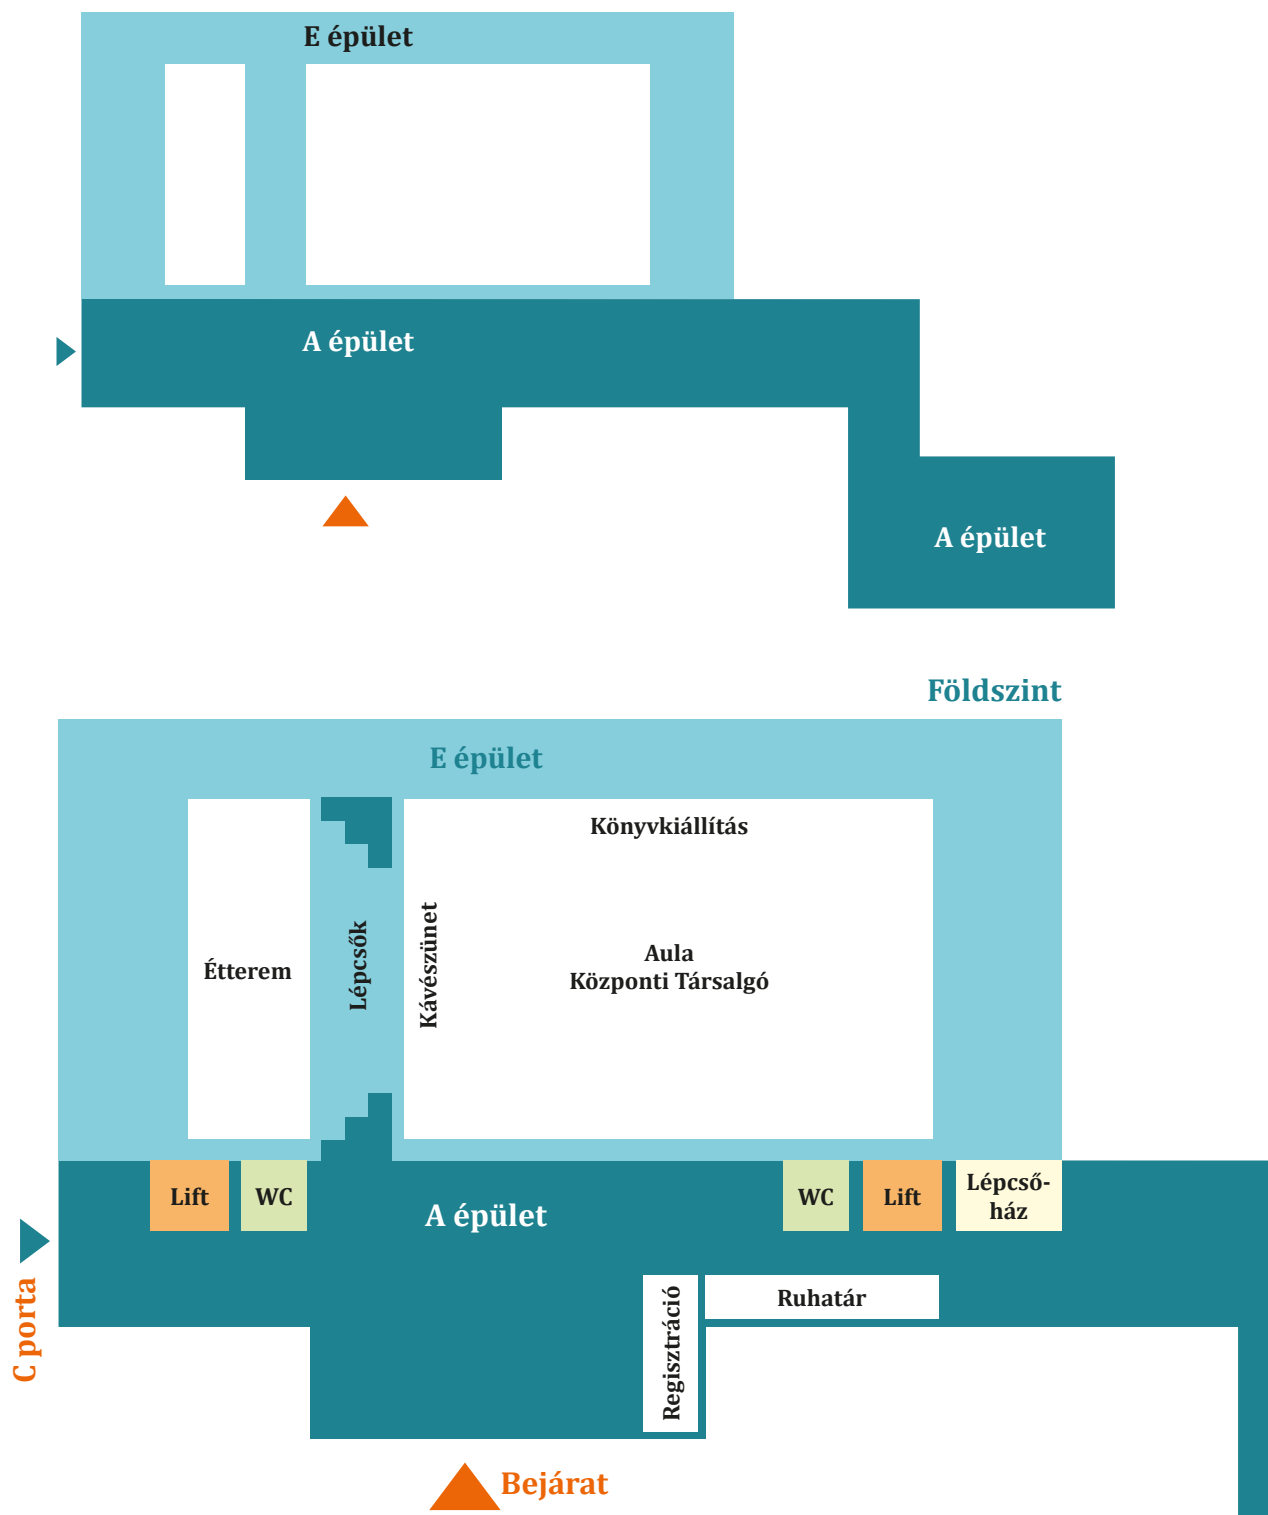 E épület
A épület
A épület
Földszint
E épület
Könyvkiállítás
Étterem
Lépcsők
Kávészünet
Aula
Központi Társalgó
Lift
WC
A épület
WC
Lift
Lépcső-
ház
C porta
Regisztráció
Ruhatár
Bejárat